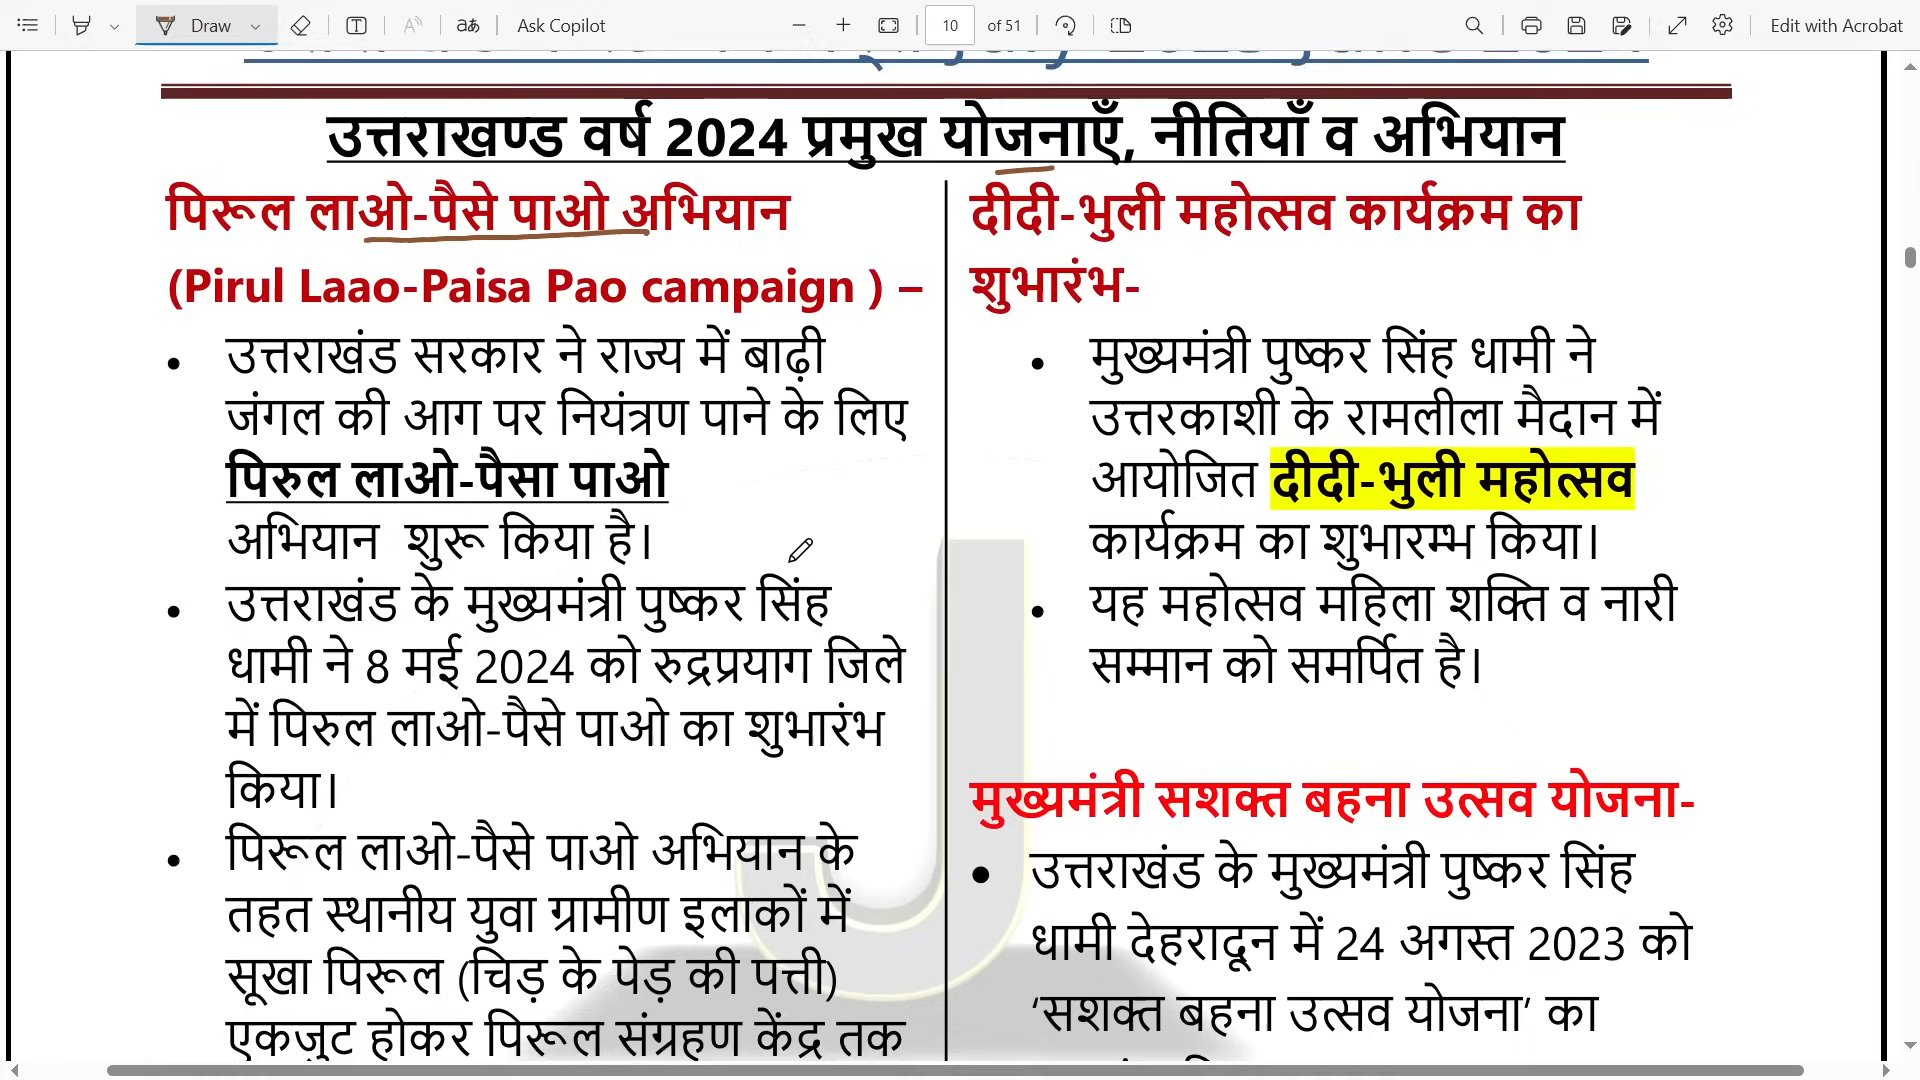 Draw
Ask Copilot
10
of 51
Edit with Acrobat
उत्तराखण्ड वर्ष 2024 प्रमुख योजनाएँ, नीतियाँ व अभियान
पिरूल लाओ-पैसे पाओ अभियान
(Pirul Laao-Paisa Pao campaign ) –
• उत्तराखंड सरकार ने राज्य में बाढ़ी
जंगल की आग पर नियंत्रण पाने के लिए
पिरुल लाओ-पैसा पाओ
अभियान शुरू किया है।
• उत्तराखंड के मुख्यमंत्री पुष्कर सिंह
धामी ने 8 मई 2024 को रुद्रप्रयाग जिले
में पिरुल लाओ-पैसे पाओ का शुभारंभ
किया।
• पिरूल लाओ-पैसे पाओ अभियान के
तहत स्थानीय युवा ग्रामीण इलाकों में
सूखा पिरूल (चिड़ के पेड़ की पत्ती)
एकजुट होकर पिरूल संग्रहण केंद्र तक
दीदी-भुली महोत्सव कार्यक्रम का
शुभारंभ-
• मुख्यमंत्री पुष्कर सिंह धामी ने
उत्तरकाशी के रामलीला मैदान में
आयोजित दीदी-भुली महोत्सव
कार्यक्रम का शुभारम्भ किया।
• यह महोत्सव महिला शक्ति व नारी
सम्मान को समर्पित है।
मुख्यमंत्री सशक्त बहना उत्सव योजना-
• उत्तराखंड के मुख्यमंत्री पुष्कर सिंह
धामी देहरादून में 24 अगस्त 2023 को
‘सशक्त बहना उत्सव योजना’ का